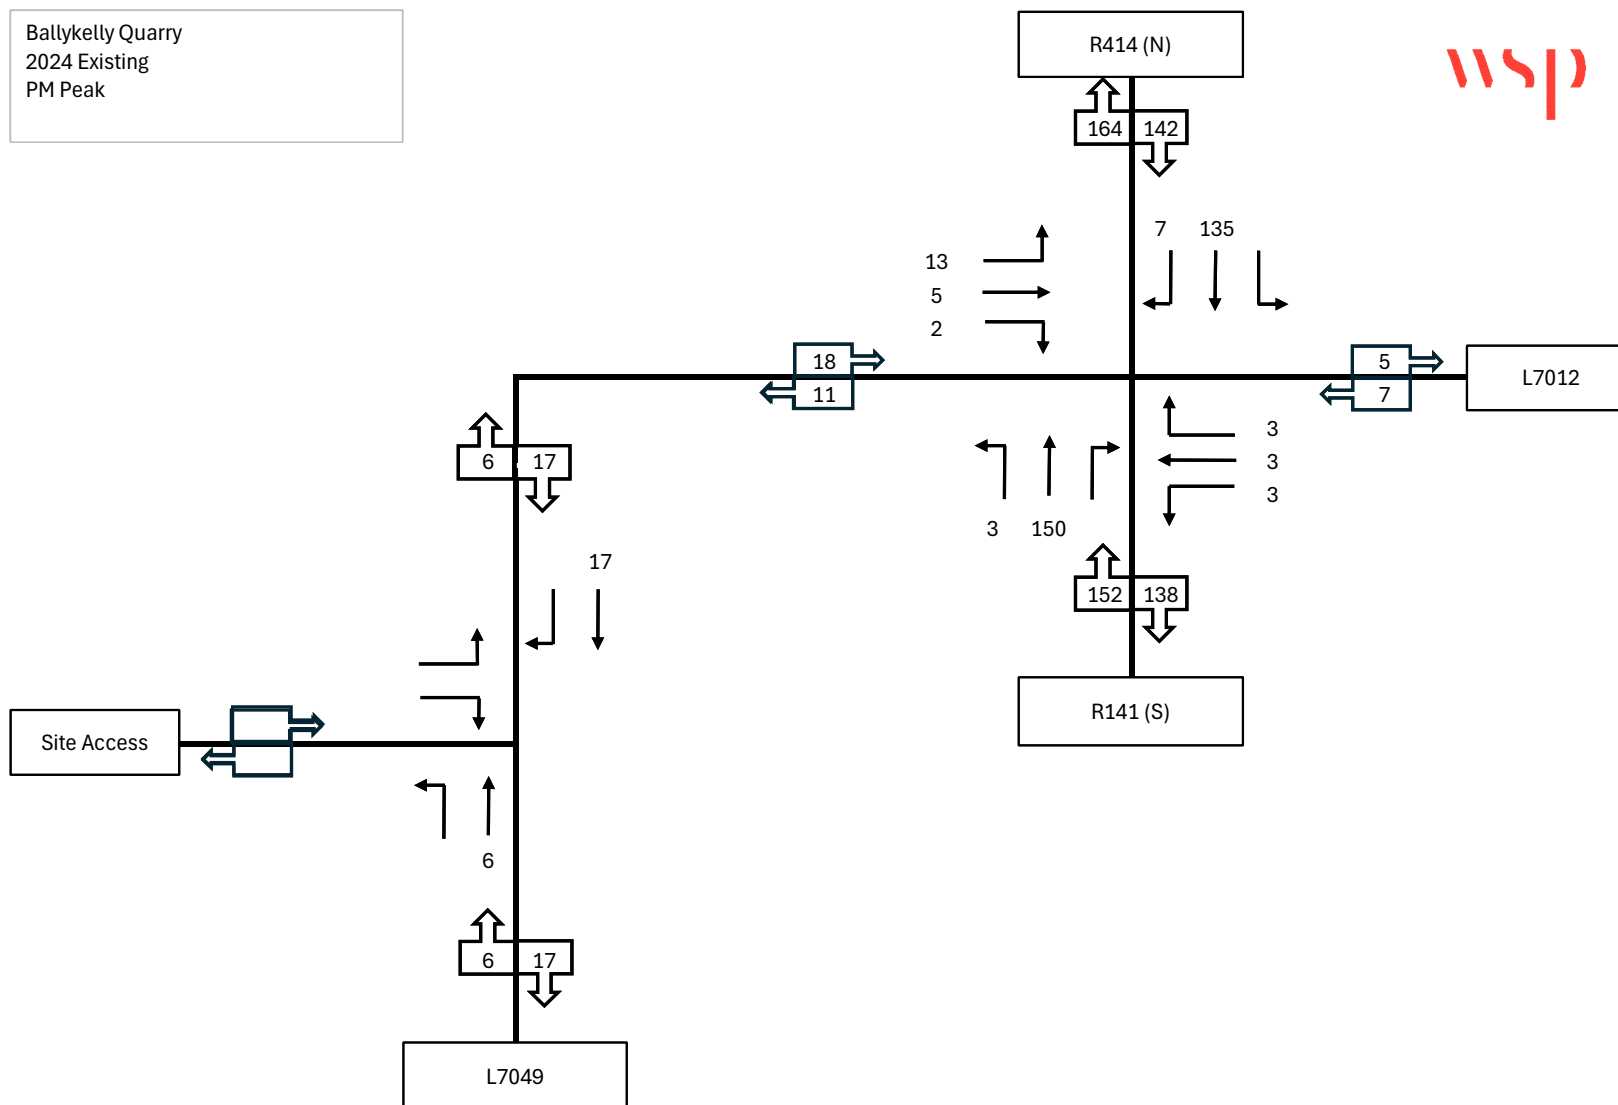 Ballykelly Quarry
2024 Existing
PM Peak
R414 (N)
wsp
164 142
7 135
13
5
2
18
11
5
7
L7012
6 17
3
3
3
3 150
17
152 138
R141 (S)
Site Access
6
6 17
L7049